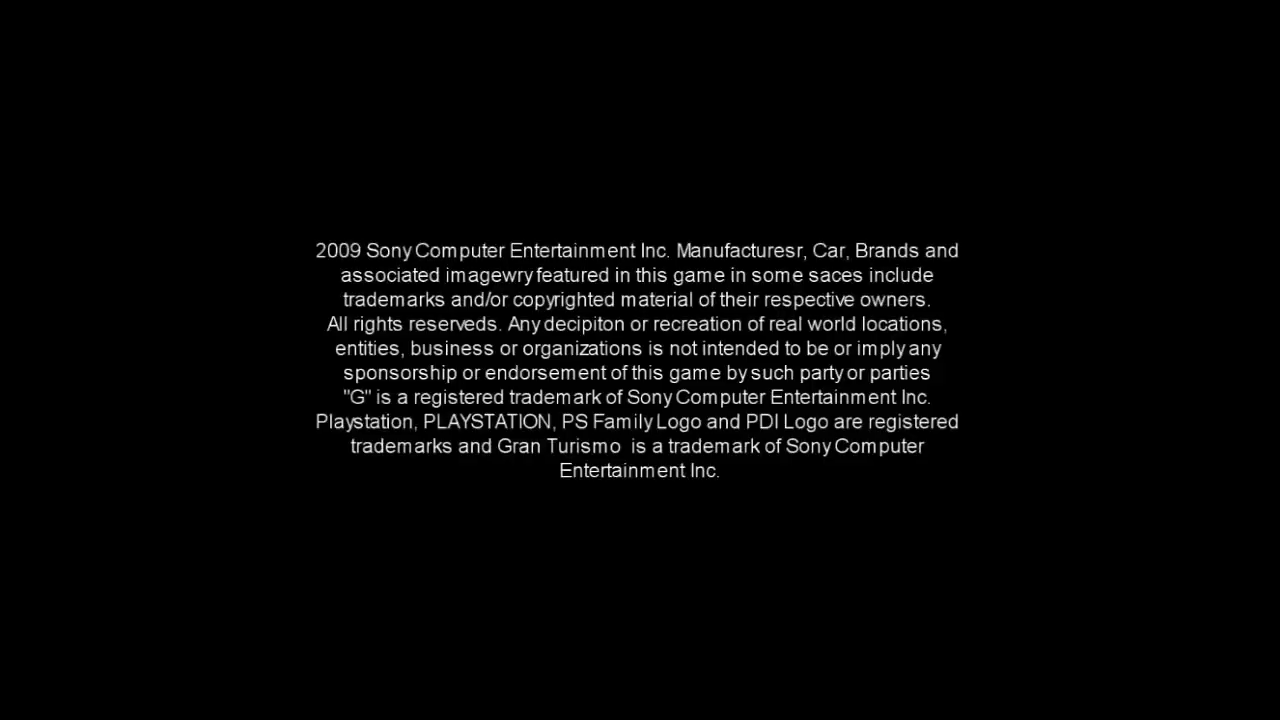 2009 Sony Computer Entertainment Inc. Manufacturesr, Car, Brands and
associated imagewry featured in this game in some saces include
trademarks and/or copyrighted material of their respective owners.
All rights reserveds. Any decipiton or recreation of real world locations,
entities, business or organizations is not intended to be or imply any
sponsorship or endorsement of this game by such party or parties
"G" is a registered trademark of Sony Computer Entertainment Inc.
Playstation, PLAYSTATION, PS Family Logo and PDI Logo are registered
trademarks and Gran Turismo  is a trademark of Sony Computer
Entertainment Inc.